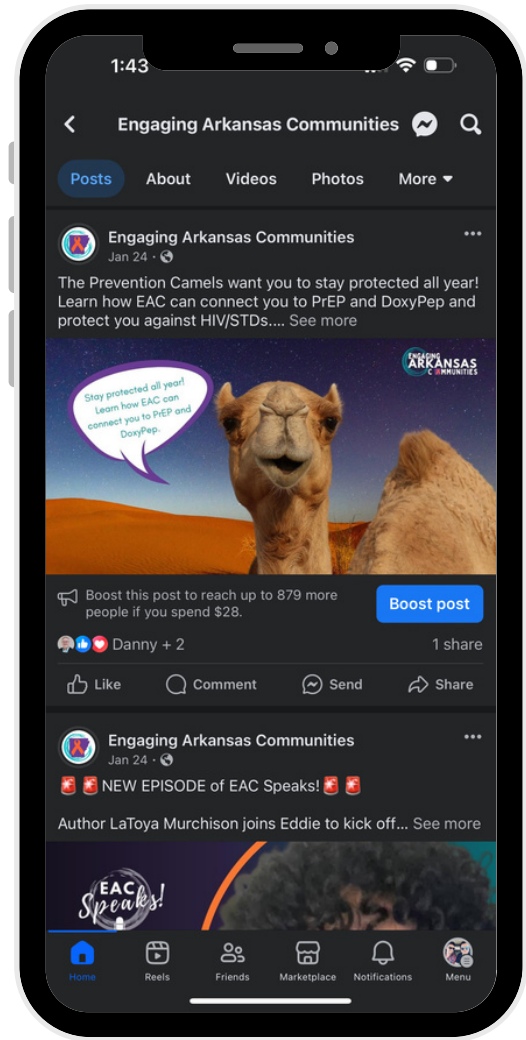 1:43
Engaging Arkansas Communities
Posts About Videos Photos More
Engaging Arkansas Communities
Jan 24 ·
The Prevention Camels want you to stay protected all year!
Learn how EAC can connect you to PrEP and DoxyPep and
protect you against HIV/STDs.... See more
ENGAGING
ARKANSAS
COMMUNITIES
Stay protected all year!
Learn how EAC can
connect you to PrEP and
DoxyPep.
Boost this post to reach up to 879 more
people if you spend $28.
Boost post
Danny + 2 1 share
Like Comment Send Share
Engaging Arkansas Communities
Jan 24 ·
🚨 🚨 NEW EPISODE of EAC Speaks! 🚨 🚨
Author LaToya Murchison joins Eddie to kick off... See more
EAC
Speaks!
Home Reels Friends Marketplace Notifications Menu